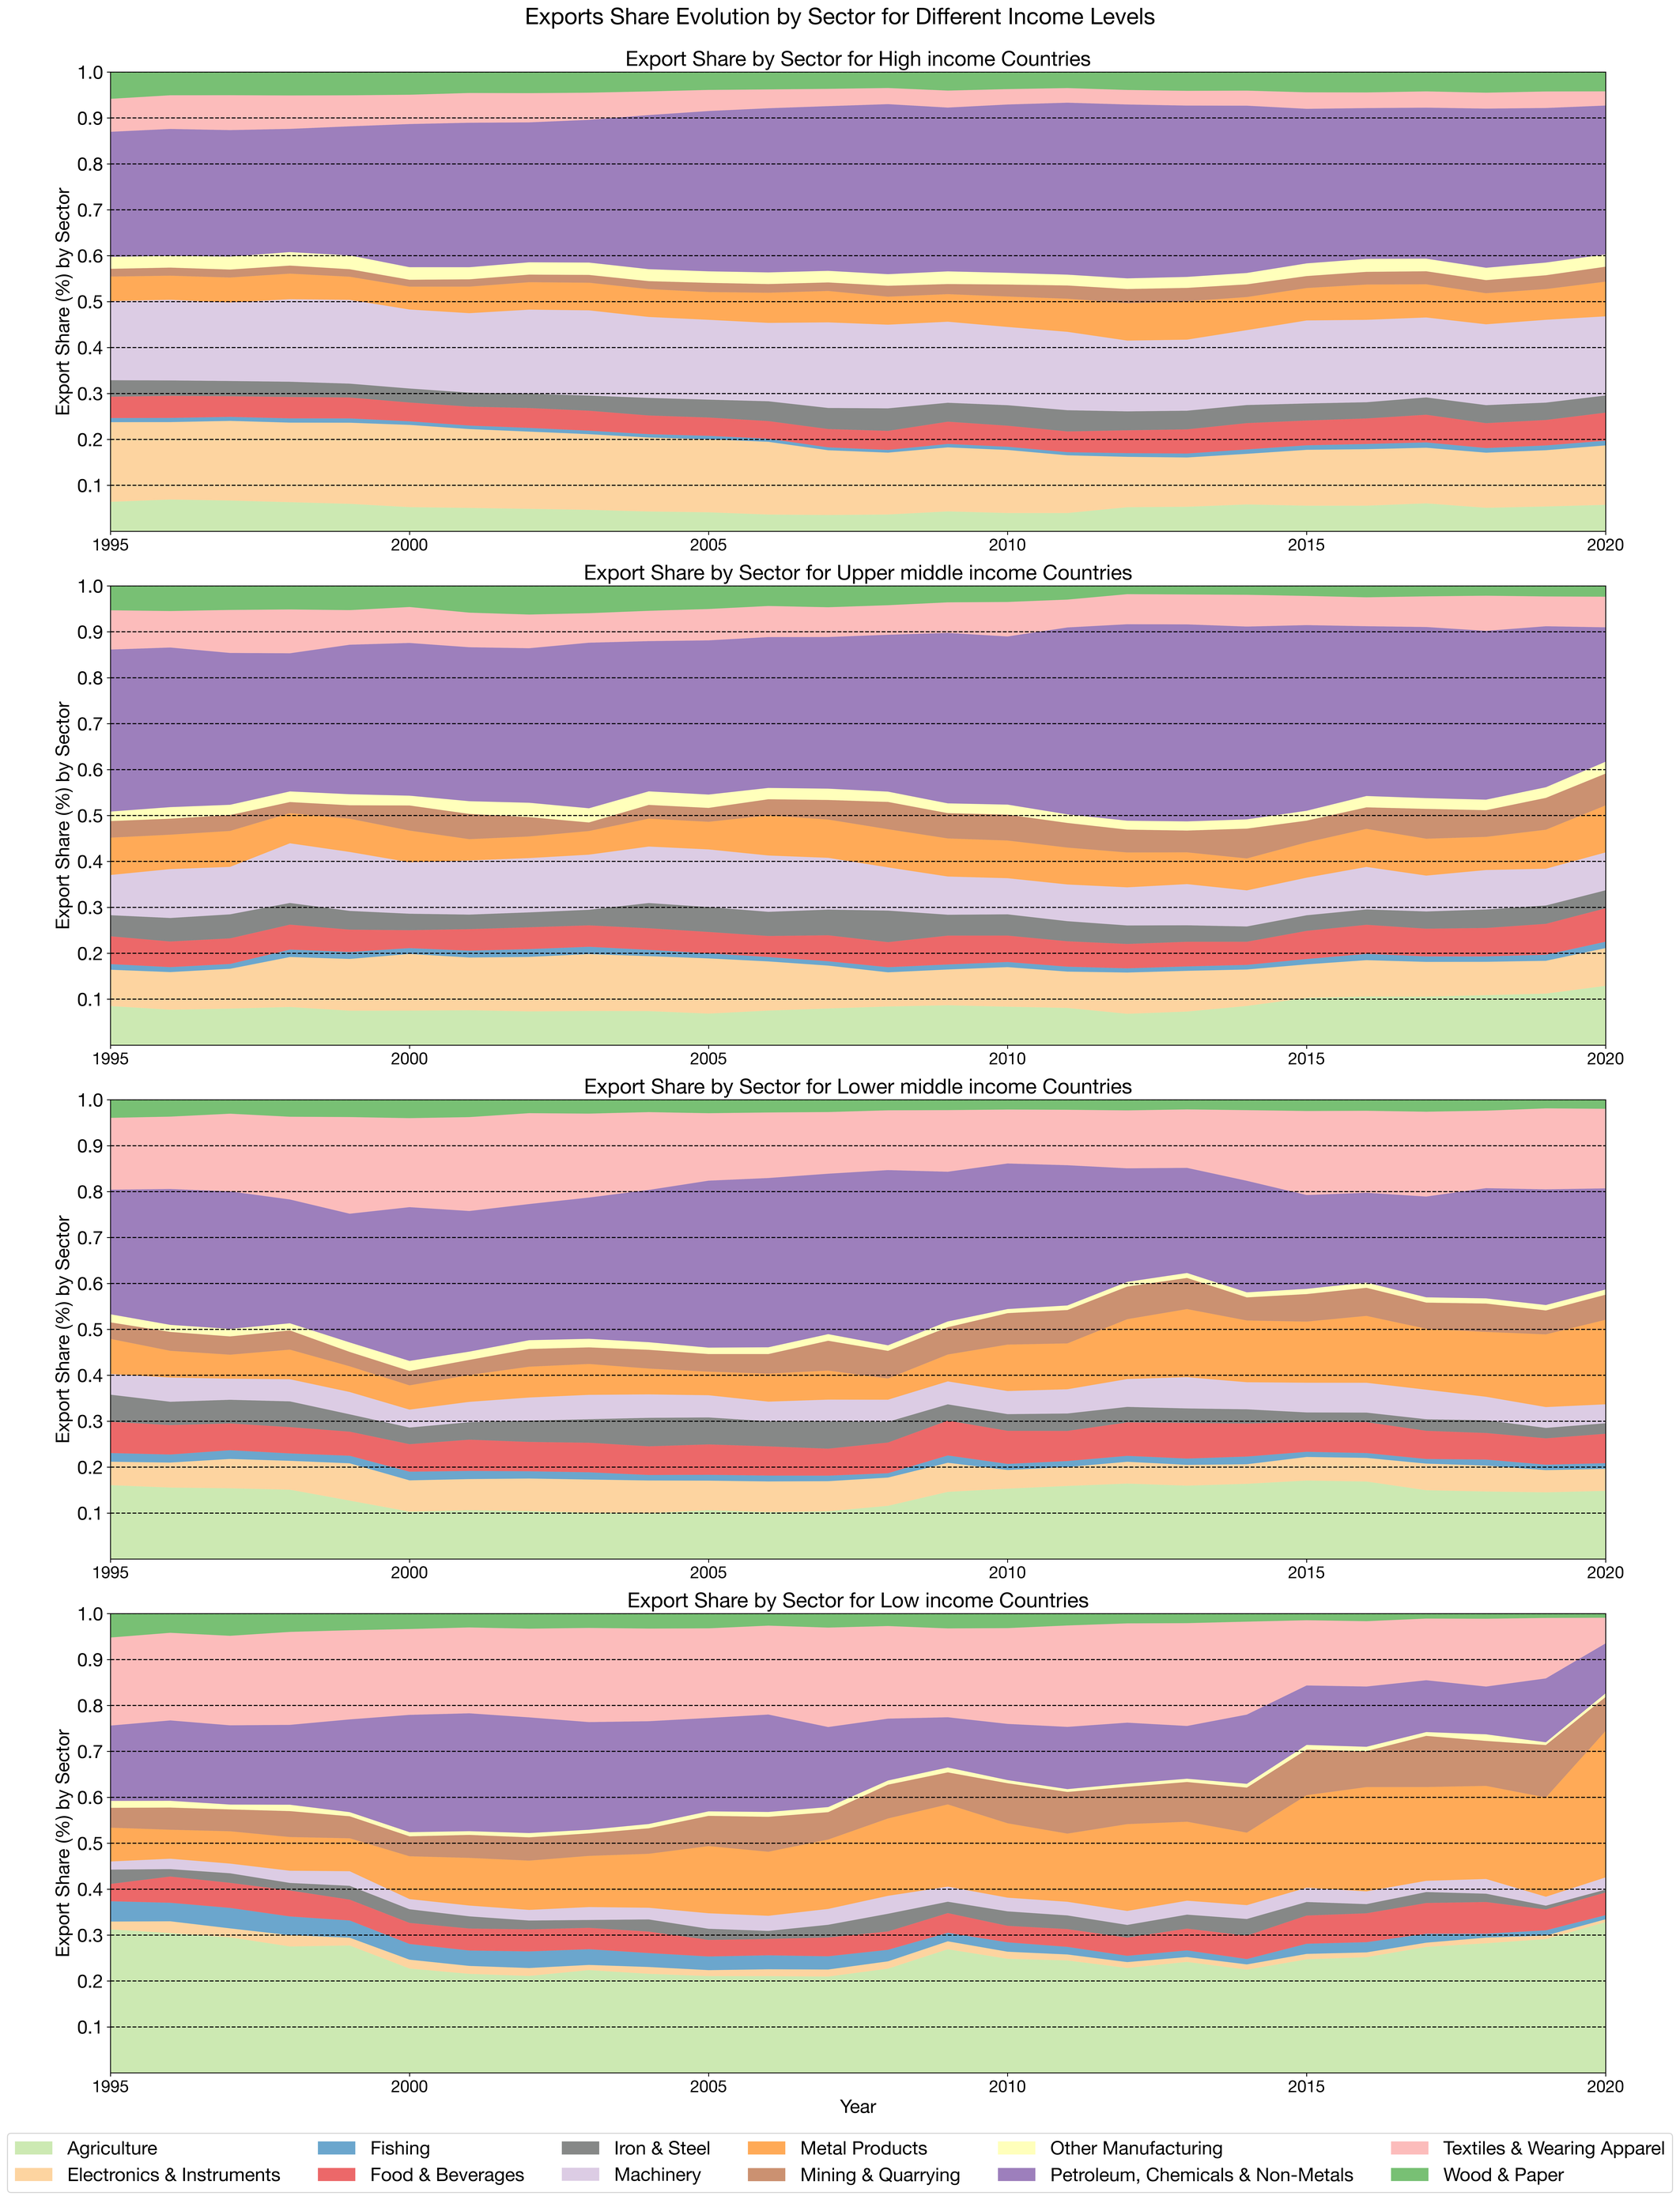 Exports Share Evolution by Sector for Different Income Levels
Export Share by Sector for High income Countries
Export Share (%) by Sector
1.0
0.9
0.8
0.7
0.6
0.5
0.4
0.3
0.2
0.1
1995 2000 2005 2010 2015 2020
Export Share by Sector for Upper middle income Countries
Export Share (%) by Sector
1.0
0.9
0.8
0.7
0.6
0.5
0.4
0.3
0.2
0.1
1995 2000 2005 2010 2015 2020
Export Share by Sector for Lower middle income Countries
Export Share (%) by Sector
1.0
0.9
0.8
0.7
0.6
0.5
0.4
0.3
0.2
0.1
1995 2000 2005 2010 2015 2020
Export Share by Sector for Low income Countries
Export Share (%) by Sector
1.0
0.9
0.8
0.7
0.6
0.5
0.4
0.3
0.2
0.1
1995 2000 2005 2010 2015 2020
Year
Agriculture Fishing Iron & Steel Metal Products Other Manufacturing Textiles & Wearing Apparel
Electronics & Instruments Food & Beverages Machinery Mining & Quarrying Petroleum, Chemicals & Non-Metals Wood & Paper